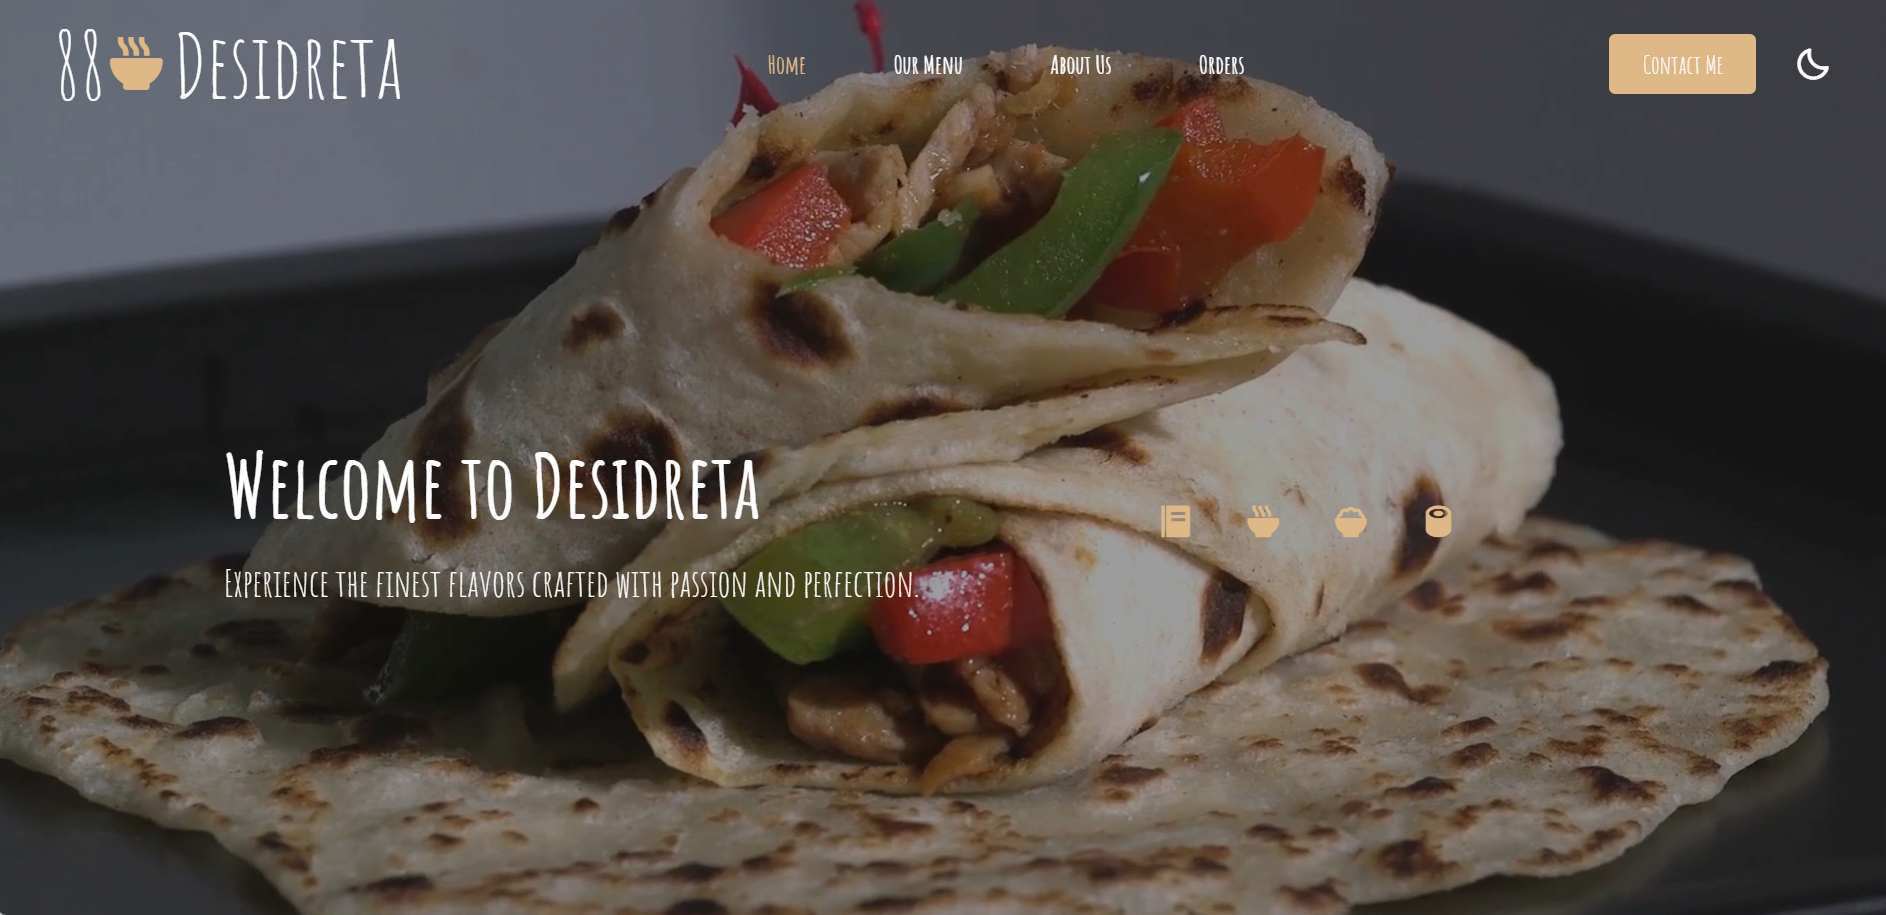 88 Desidreta
Home
Our Menu
About Us
Orders
Contact Me
Welcome to Desidreta
Experience the finest flavors crafted with passion and perfection.